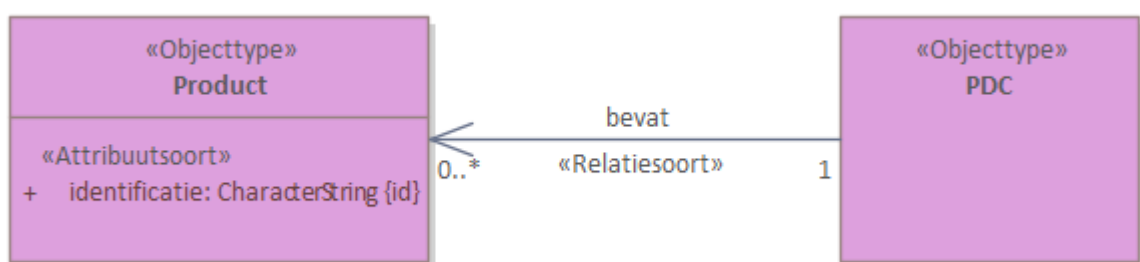 «Objecttype»
Product
«Attribuutsoort»
+ identificatie: CharacterString {id}
bevat
0..*
«Relatiesoort»
1
«Objecttype»
PDC